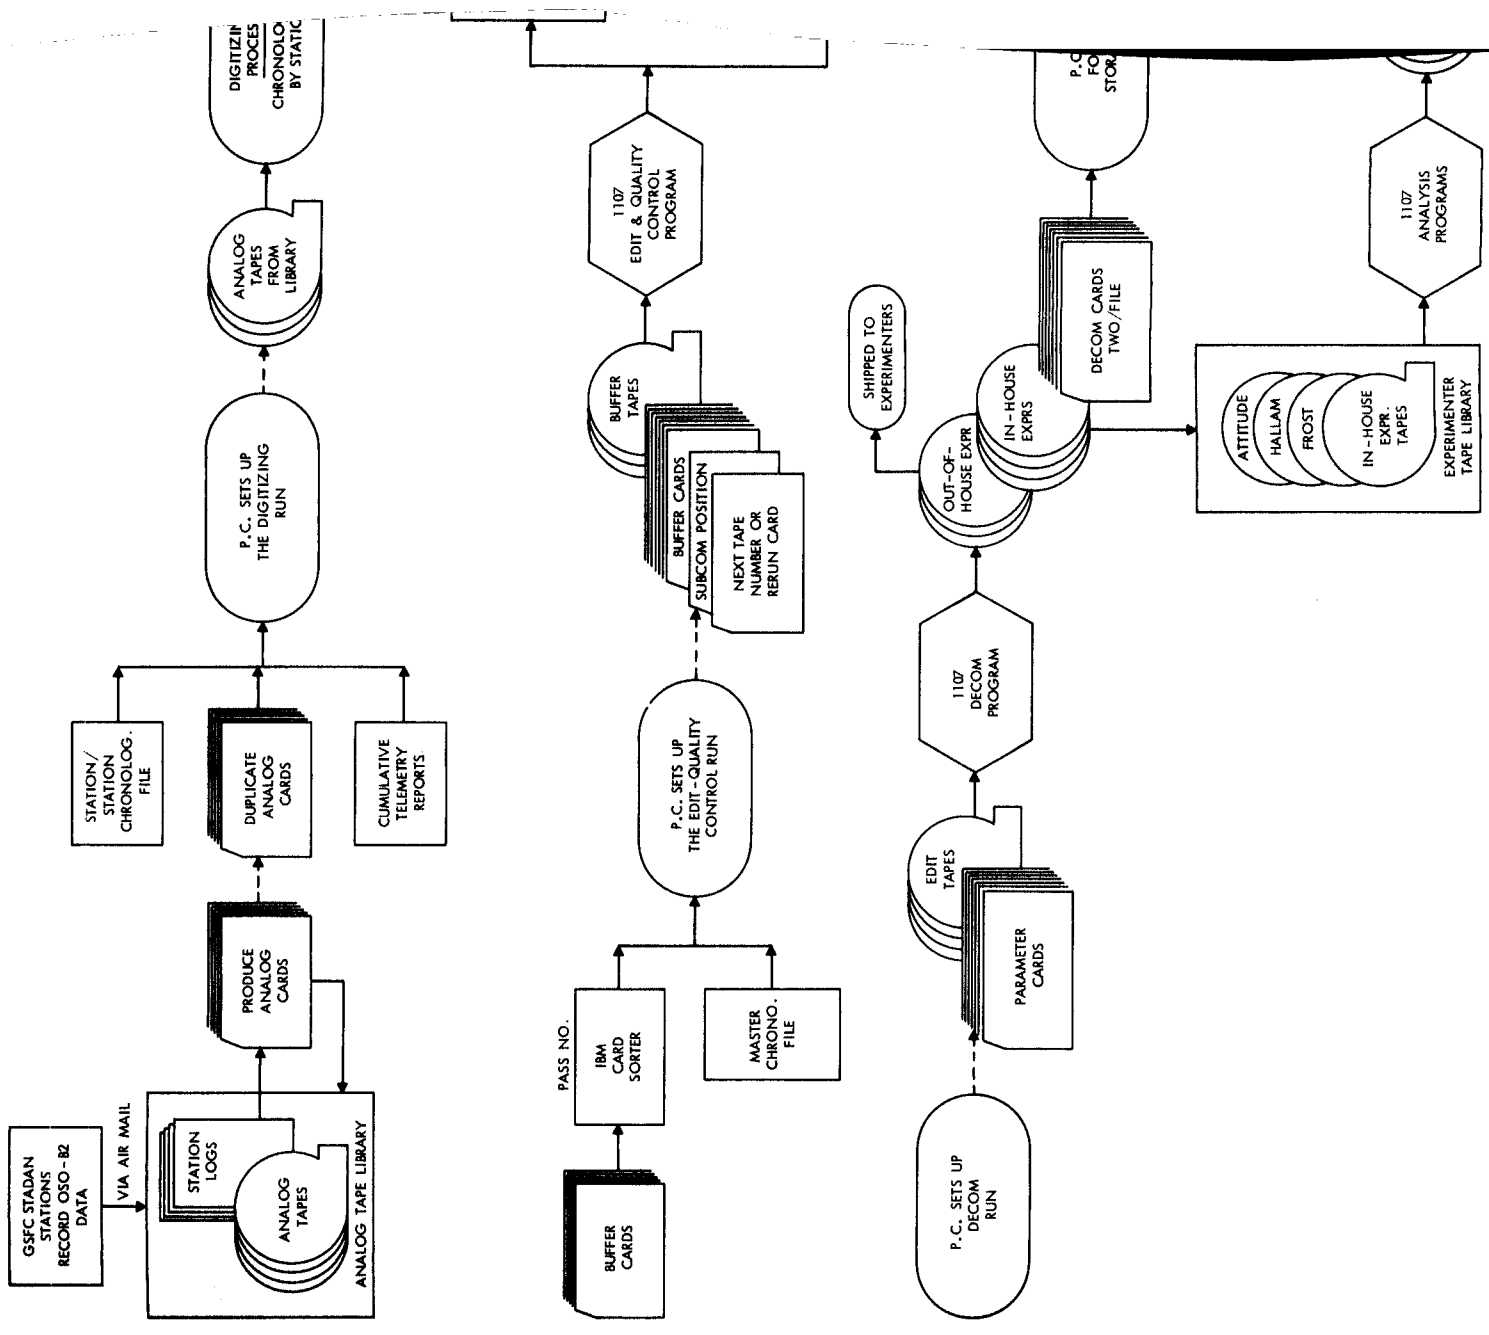 GSFC STADAN
STATIONS
RECORD OSO-B2
DATA
VIA AIR MAIL
STATION
LOGS
ANALOG
TAPES
ANALOG TAPE LIBRARY
PRODUCE
ANALOG
CARDS
STATION/
STATION
CHRONOLOG.
FILE
DUPLICATE
ANALOG
CARDS
CUMULATIVE
TELEMETRY
REPORTS
P.C. SETS UP
THE DIGITIZING
RUN
ANALOG
TAPES
FROM
LIBRARY
DIGITIZIN
PROCES
CHRONOLOG
BY STATI
BUFFER
CARDS
PASS NO.
IBM
CARD
SORTER
MASTER
CHRONO.
FILE
P.C. SETS UP
THE EDIT-QUALITY
CONTROL RUN
BUFFER
TAPES
BUFFER CARDS
SUBCOM POSITION
NEXT TAPE
NUMBER OR
RERUN CARD
1107
EDIT & QUALITY
CONTROL
PROGRAM
P.C. SETS UP
DECOM
RUN
EDIT
TAPES
PARAMETER
CARDS
1107
DECOM
PROGRAM
SHIPPED TO
EXPERIMENTERS
OUT-OF-
HOUSE EXPR
IN-HOUSE
EXPRS
DECOM CARDS
TWO/FILE
P.C
FO
STOR
ATTITUDE
HALLAM
FROST
IN-HOUSE
EXPR.
TAPES
EXPERIMENTER
TAPE LIBRARY
1107
ANALYSIS
PROGRAMS